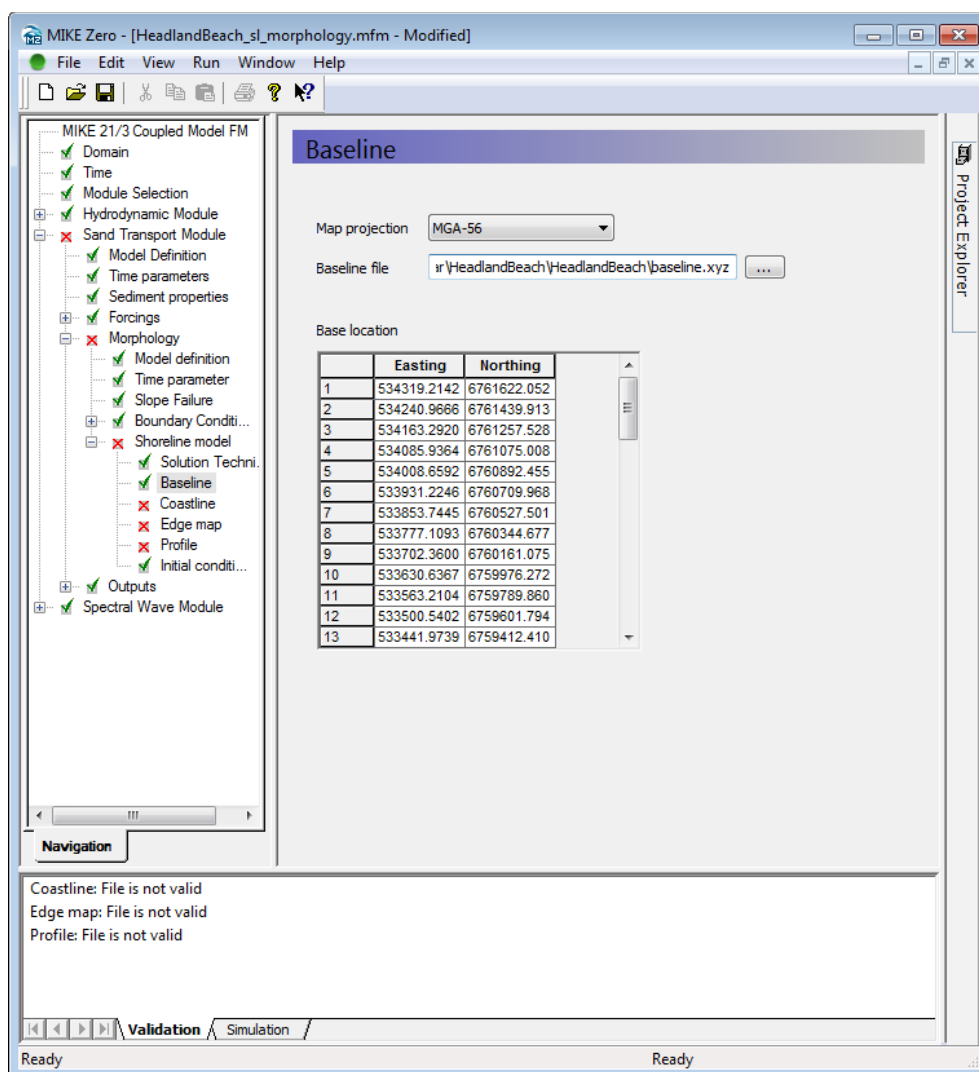 MIKE Zero - [HeadlandBeach_sl_morphology.mfm - Modified]
File Edit View Run Window Help
MIKE 21/3 Coupled Model FM
Domain
Time
Module Selection
Hydrodynamic Module
Sand Transport Module
Model Definition
Time parameters
Sediment properties
Forcings
Morphology
Model definition
Time parameter
Slope Failure
Boundary Conditi...
Shoreline model
Solution Techni.
Baseline
Coastline
Edge map
Profile
Initial conditi...
Outputs
Spectral Wave Module
Navigation
Baseline
Map projection MGA-56
Baseline file ır\HeadlandBeach\HeadlandBeach\baseline.xyz ...
Base location
Easting Northing
1 534319.2142 6761622.052
2 534240.9666 6761439.913
3 534163.2920 6761257.528
4 534085.9364 6761075.008
5 534008.6592 6760892.455
6 533931.2246 6760709.968
7 533853.7445 6760527.501
8 533777.1093 6760344.677
9 533702.3600 6760161.075
10 533630.6367 6759976.272
11 533563.2104 6759789.860
12 533500.5402 6759601.794
13 533441.9739 6759412.410
Project Explorer
Coastline: File is not valid
Edge map: File is not valid
Profile: File is not valid
Validation Simulation
Ready Ready